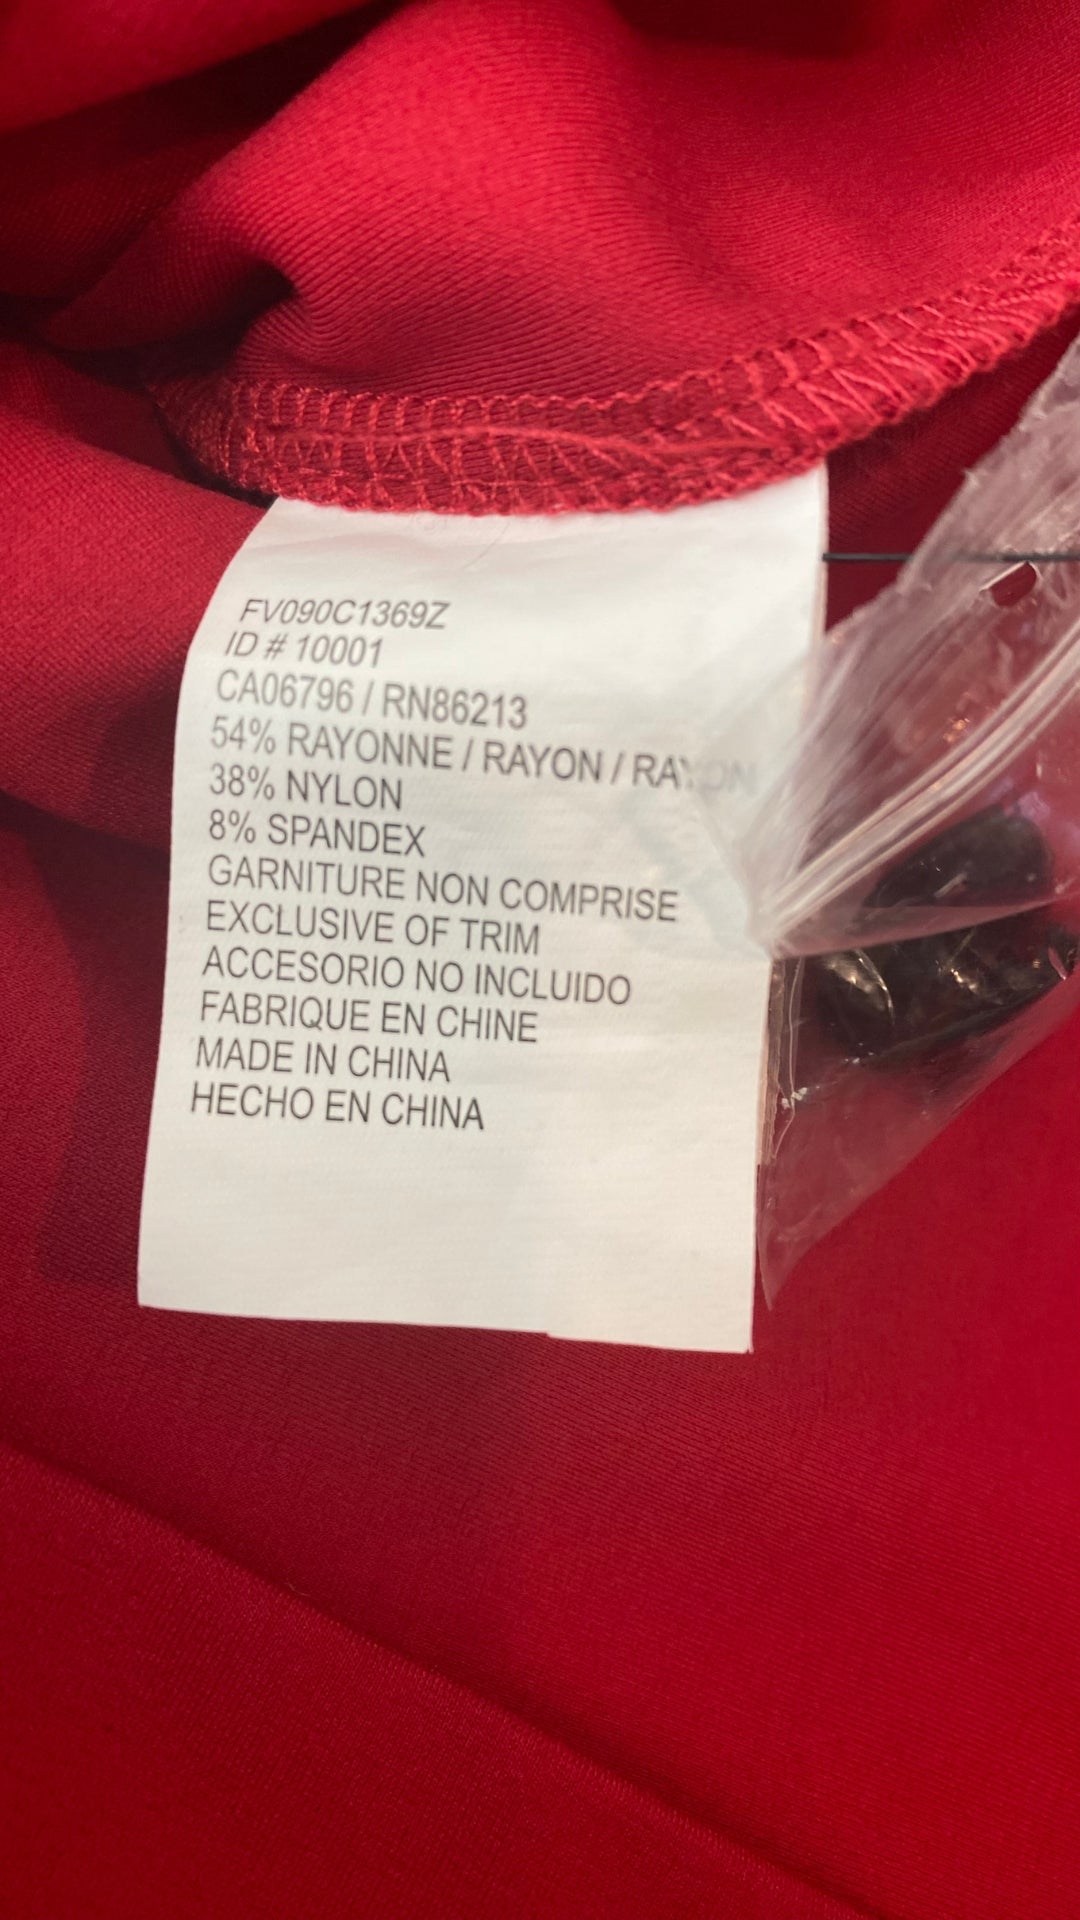 FV090C1369Z
ID # 10001
CA06796 / RN86213
54% RAYONNE / RAYON / RAYON
38% NYLON
8% SPANDEX
GARNITURE NON COMPRISE
EXCLUSIVE OF TRIM
ACCESORIO NO INCLUIDO
FABRIQUE EN CHINE
MADE IN CHINA
HECHO EN CHINA